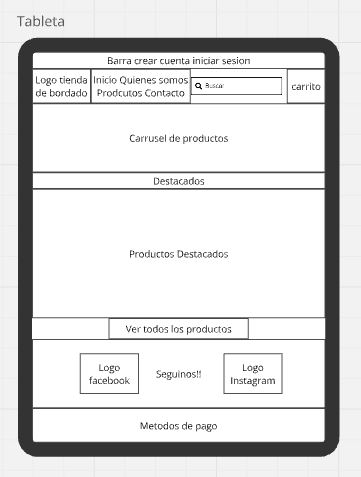 Tableta
Barra crear cuenta iniciar sesion
Logo tienda
de bordado
Inicio Quienes somos
Prodcutos Contacto
Buscar
carrito
Carrusel de productos
Destacados
Productos Destacados
Ver todos los productos
Logo
facebook
Seguinos!!
Logo
Instagram
Metodos de pago